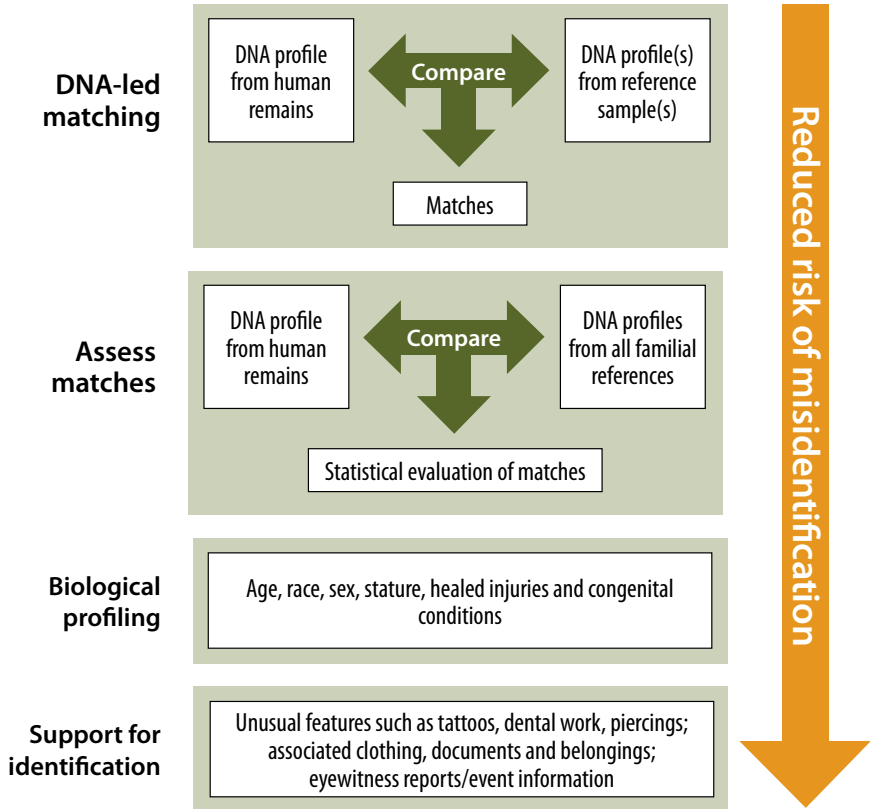 DNA-led
matching
DNA profile
from human
remains
Compare
DNA profile(s)
from reference
sample(s)
Matches
Assess
matches
DNA profile
from human
remains
Compare
DNA profiles
from all familial
references
Statistical evaluation of matches
Biological
profiling
Age, race, sex, stature, healed injuries and congenital
conditions
Support for
identification
Unusual features such as tattoos, dental work, piercings;
associated clothing, documents and belongings;
eyewitness reports/event information
Reduced risk of misidentification